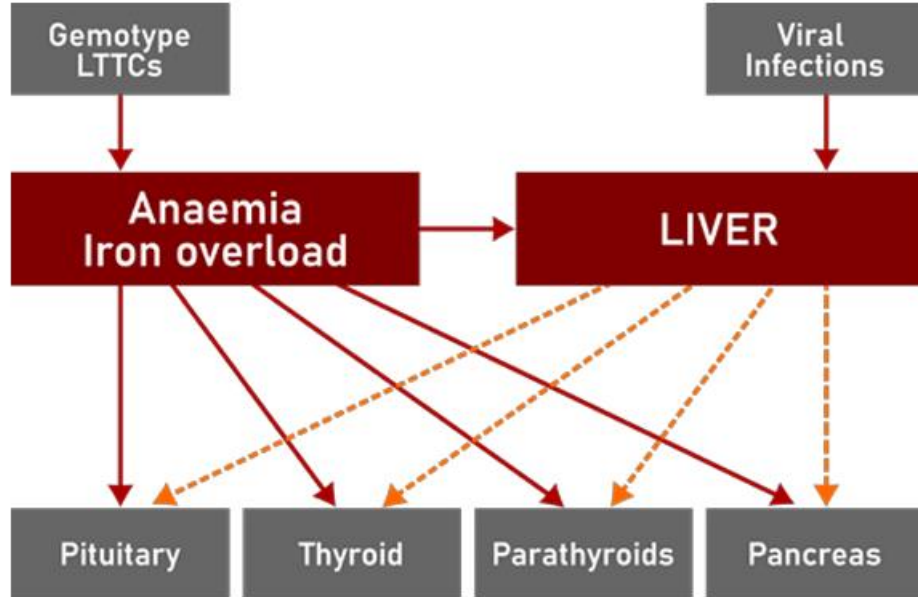 Gemotype
LTTCs
Viral
Infections
Anaemia
Iron overload
LIVER
Pituitary
Thyroid
Parathyroids
Pancreas